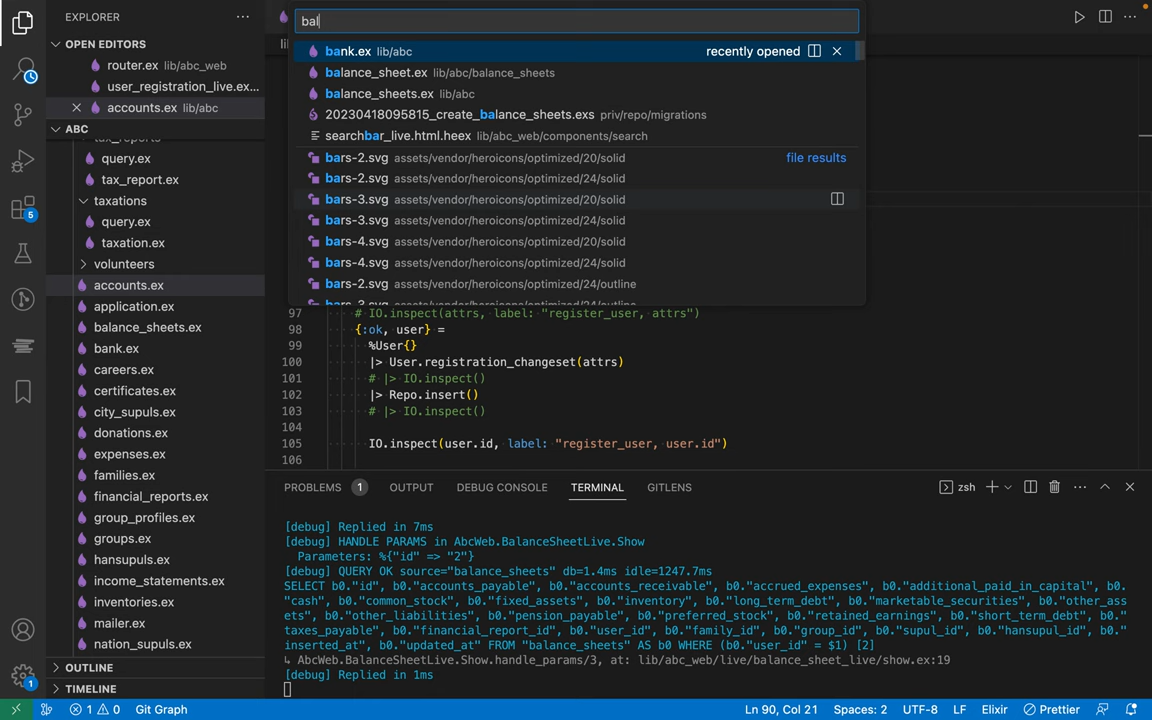 EXPLORER
OPEN EDITORS
router.ex lib/abc_web
user_registration_live.ex...
accounts.ex lib/abc
ABC
query.ex
tax_report.ex
taxations
query.ex
taxation.ex
volunteers
accounts.ex
application.ex
balance_sheets.ex
bank.ex
careers.ex
certificates.ex
city_supuls.ex
donations.ex
expenses.ex
families.ex
financial_reports.ex
group_profiles.ex
groups.ex
hansupuls.ex
income_statements.ex
inventories.ex
mailer.ex
nation_supuls.ex
OUTLINE
TIMELINE
bal
bank.ex lib/abc recently opened
balance_sheet.ex lib/abc/balance_sheets
balance_sheets.ex lib/abc
20230418095815_create_balance_sheets.exs priv/repo/migrations
searchbar_live.html.heex lib/abc_web/components/search
bars-2.svg assets/vendor/heroicons/optimized/20/solid file results
bars-2.svg assets/vendor/heroicons/optimized/24/solid
bars-3.svg assets/vendor/heroicons/optimized/20/solid
bars-3.svg assets/vendor/heroicons/optimized/24/solid
bars-4.svg assets/vendor/heroicons/optimized/20/solid
bars-4.svg assets/vendor/heroicons/optimized/24/solid
bars-2.svg assets/vendor/heroicons/optimized/24/outline
bars-3.svg assets/vendor/heroicons/optimized/24/outline
97 # IO.inspect(attrs, label: "register_user, attrs")
98 {:ok, user} =
99 %User{}
100 |> User.registration_changeset(attrs)
101 # |> IO.inspect()
102 |> Repo.insert()
103 # |> IO.inspect()
104
105 IO.inspect(user.id, label: "register_user, user.id")
106
PROBLEMS 1 OUTPUT DEBUG CONSOLE TERMINAL GITLENS zsh
[debug] Replied in 7ms
[debug] HANDLE PARAMS in AbcWeb.BalanceSheetLive.Show
Parameters: %{"id" => "2"}
[debug] QUERY OK source="balance_sheets" db=1.4ms idle=1247.7ms
SELECT b0."id", b0."accounts_payable", b0."accounts_receivable", b0."accrued_expenses", b0."additional_paid_in_capital", b0.
"cash", b0."common_stock", b0."fixed_assets", b0."inventory", b0."long_term_debt", b0."marketable_securities", b0."other_ass
ets", b0."other_liabilities", b0."pension_payable", b0."preferred_stock", b0."retained_earnings", b0."short_term_debt", b0."
taxes_payable", b0."financial_report_id", b0."user_id", b0."family_id", b0."group_id", b0."supul_id", b0."hansupul_id", b0."
inserted_at", b0."updated_at" FROM "balance_sheets" AS b0 WHERE (b0."user_id" = $1) [2]
↳ AbcWeb.BalanceSheetLive.Show.handle_params/3, at: lib/abc_web/live/balance_sheet_live/show.ex:19
[debug] Replied in 1ms
5
1
1 0 Git Graph Ln 90, Col 21 Spaces: 2 UTF-8 LF Elixir Prettier